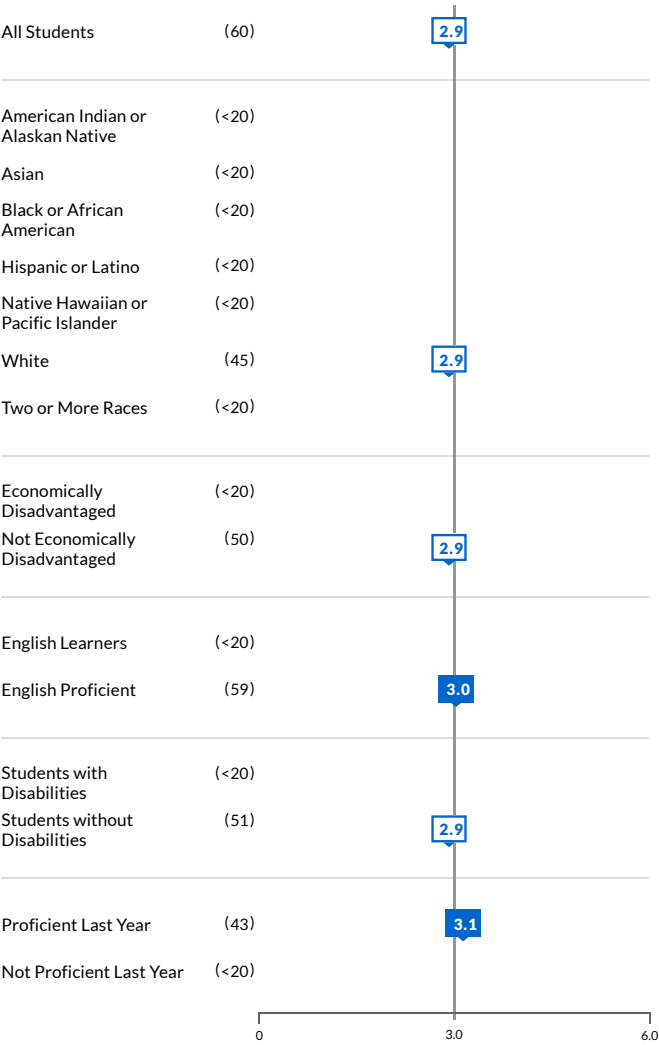 All Students (60) 2.9
American Indian or (<20)
Alaskan Native
Asian (<20)
Black or African (<20)
American
Hispanic or Latino (<20)
Native Hawaiian or (<20)
Pacific Islander
White (45) 2.9
Two or More Races (<20)
Economically (<20)
Disadvantaged
Not Economically (50) 2.9
Disadvantaged
English Learners (<20)
English Proficient (59) 3.0
Students with (<20)
Disabilities
Students without (51) 2.9
Disabilities
Proficient Last Year (43) 3.1
Not Proficient Last Year (<20)
0 3.0 6.0